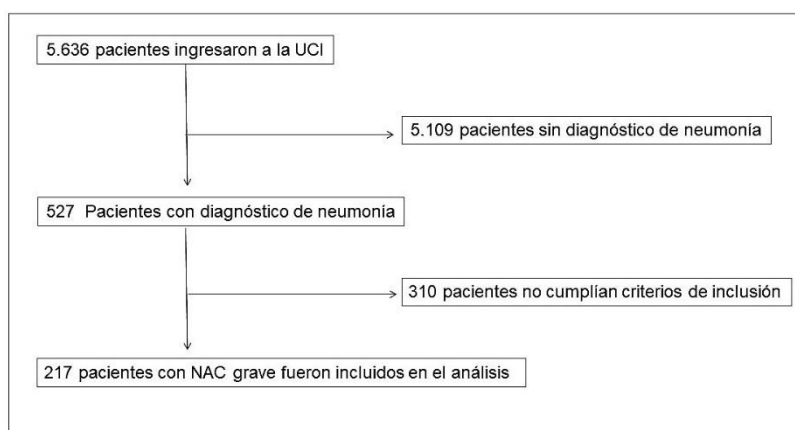 5.636 pacientes ingresaron a la UCI
5.109 pacientes sin diagnóstico de neumonía
527 Pacientes con diagnóstico de neumonía
310 pacientes no cumplían criterios de inclusión
217 pacientes con NAC grave fueron incluidos en el análisis